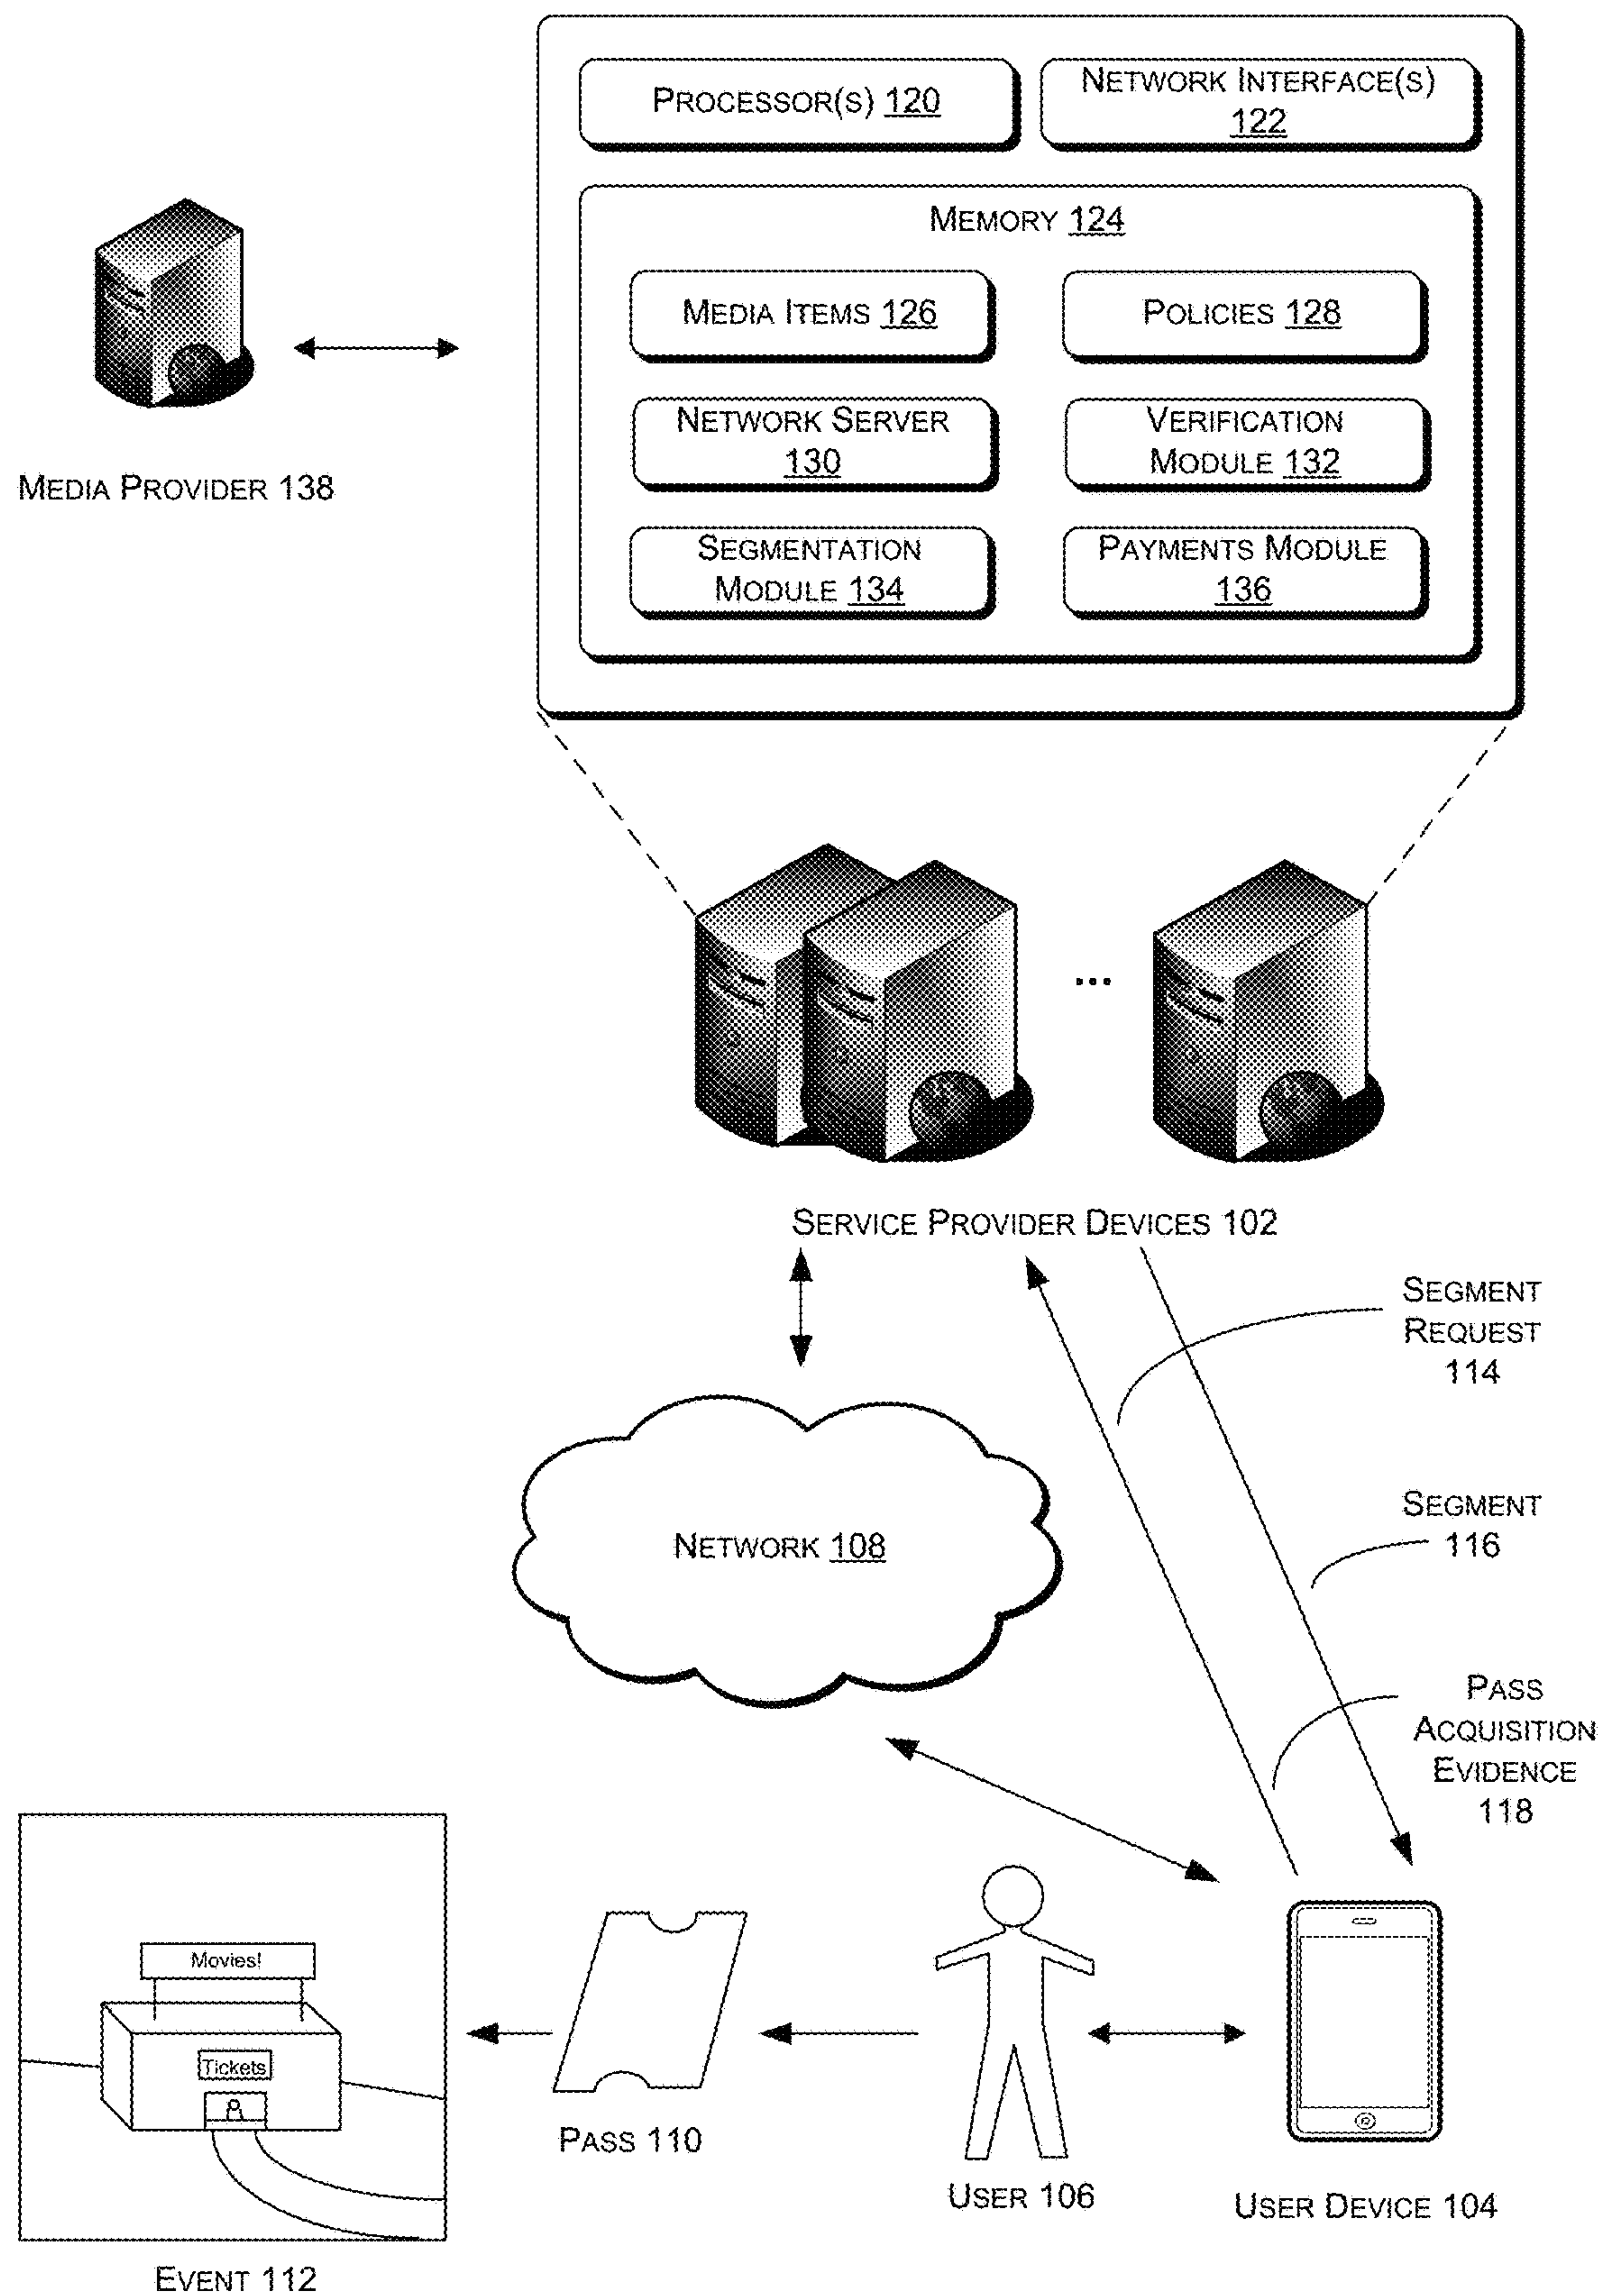 PROCESSOR(S) 120
NETWORK INTERFACE(S)
122
MEMORY 124
MEDIA ITEMS 126
POLICIES 128
NETWORK SERVER
130
VERIFICATION
MODULE 132
SEGMENTATION
MODULE 134
PAYMENTS MODULE
136
MEDIA PROVIDER 138
...
SERVICE PROVIDER DEVICES 102
SEGMENT
REQUEST
114
SEGMENT
116
NETWORK 108
PASS
ACQUISITION
EVIDENCE
118
Movies!
Tickets
PASS 110
USER 106
USER DEVICE 104
EVENT 112